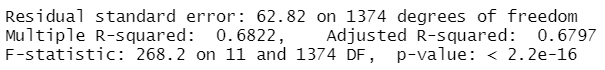 Residual standard error: 62.82 on 1374 degrees of freedom
Multiple R-squared:  0.6822,    Adjusted R-squared:  0.6797
F-statistic: 268.2 on 11 and 1374 DF,  p-value: < 2.2e-16